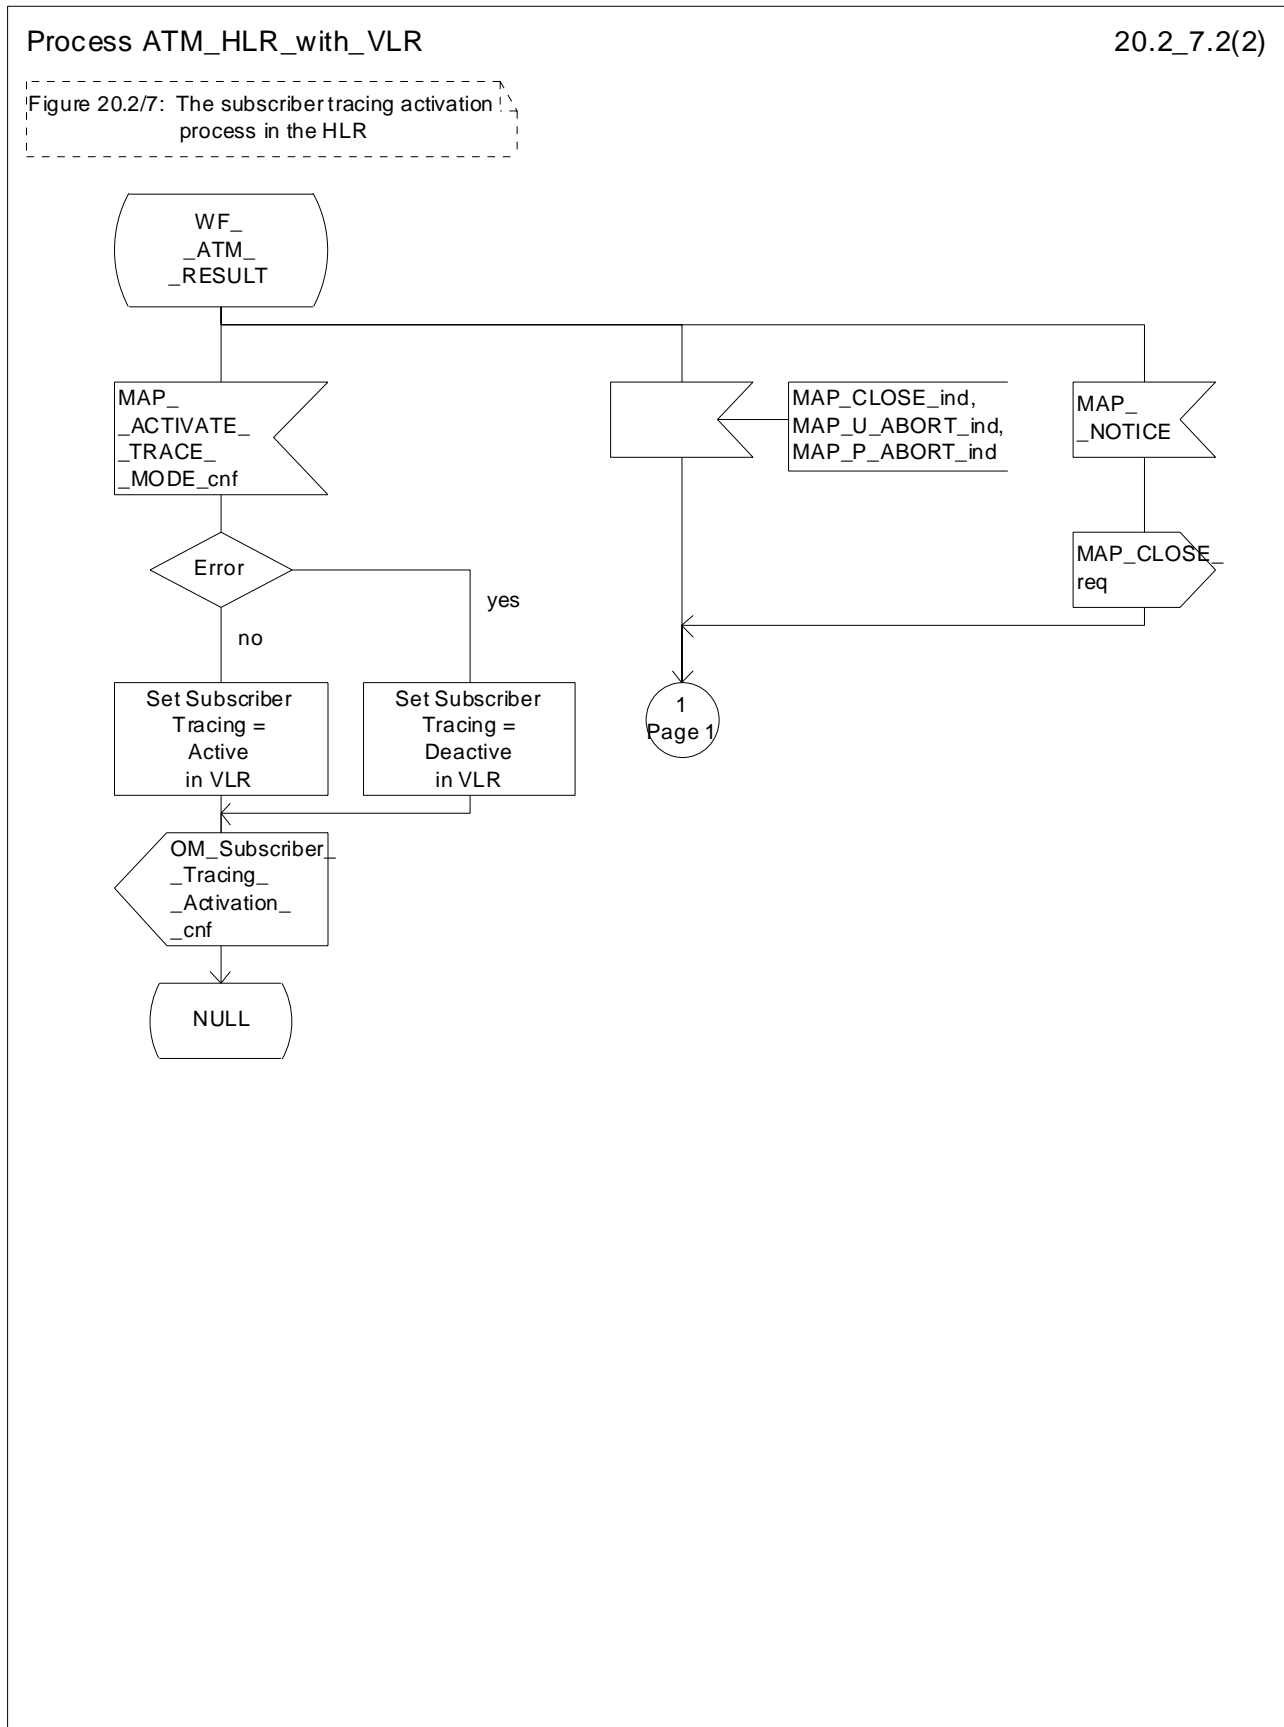 Process ATM_HLR_with_VLR
20.2_7.2(2)
Figure 20.2/7: The subscriber tracing activation
process in the HLR
WF_
_ATM_
_RESULT
MAP_
_ACTIVATE_
_TRACE_
_MODE_cnf
MAP_CLOSE_ind,
MAP_U_ABORT_ind,
MAP_P_ABORT_ind
MAP_
_NOTICE
Error
MAP_CLOSE_
req
yes
no
Set Subscriber
Tracing =
Active
in VLR
Set Subscriber
Tracing =
Deactive
in VLR
1
Page 1
OM_Subscriber_
_Tracing_
_Activation_
_cnf
NULL